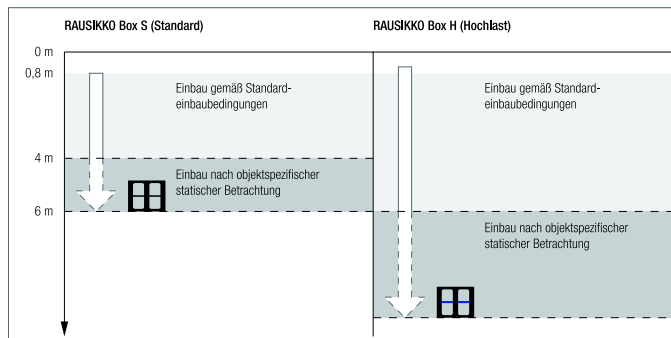 RAUSIKKO Box S (Standard)
RAUSIKKO Box H (Hochlast)
0 m
0,8 m
Einbau gemäß Standard-
einbaubedingungen
Einbau gemäß Standard-
einbaubedingungen
4 m
Einbau nach objektspezifischer
statischer Betrachtung
6 m
Einbau nach objektspezifischer
statischer Betrachtung